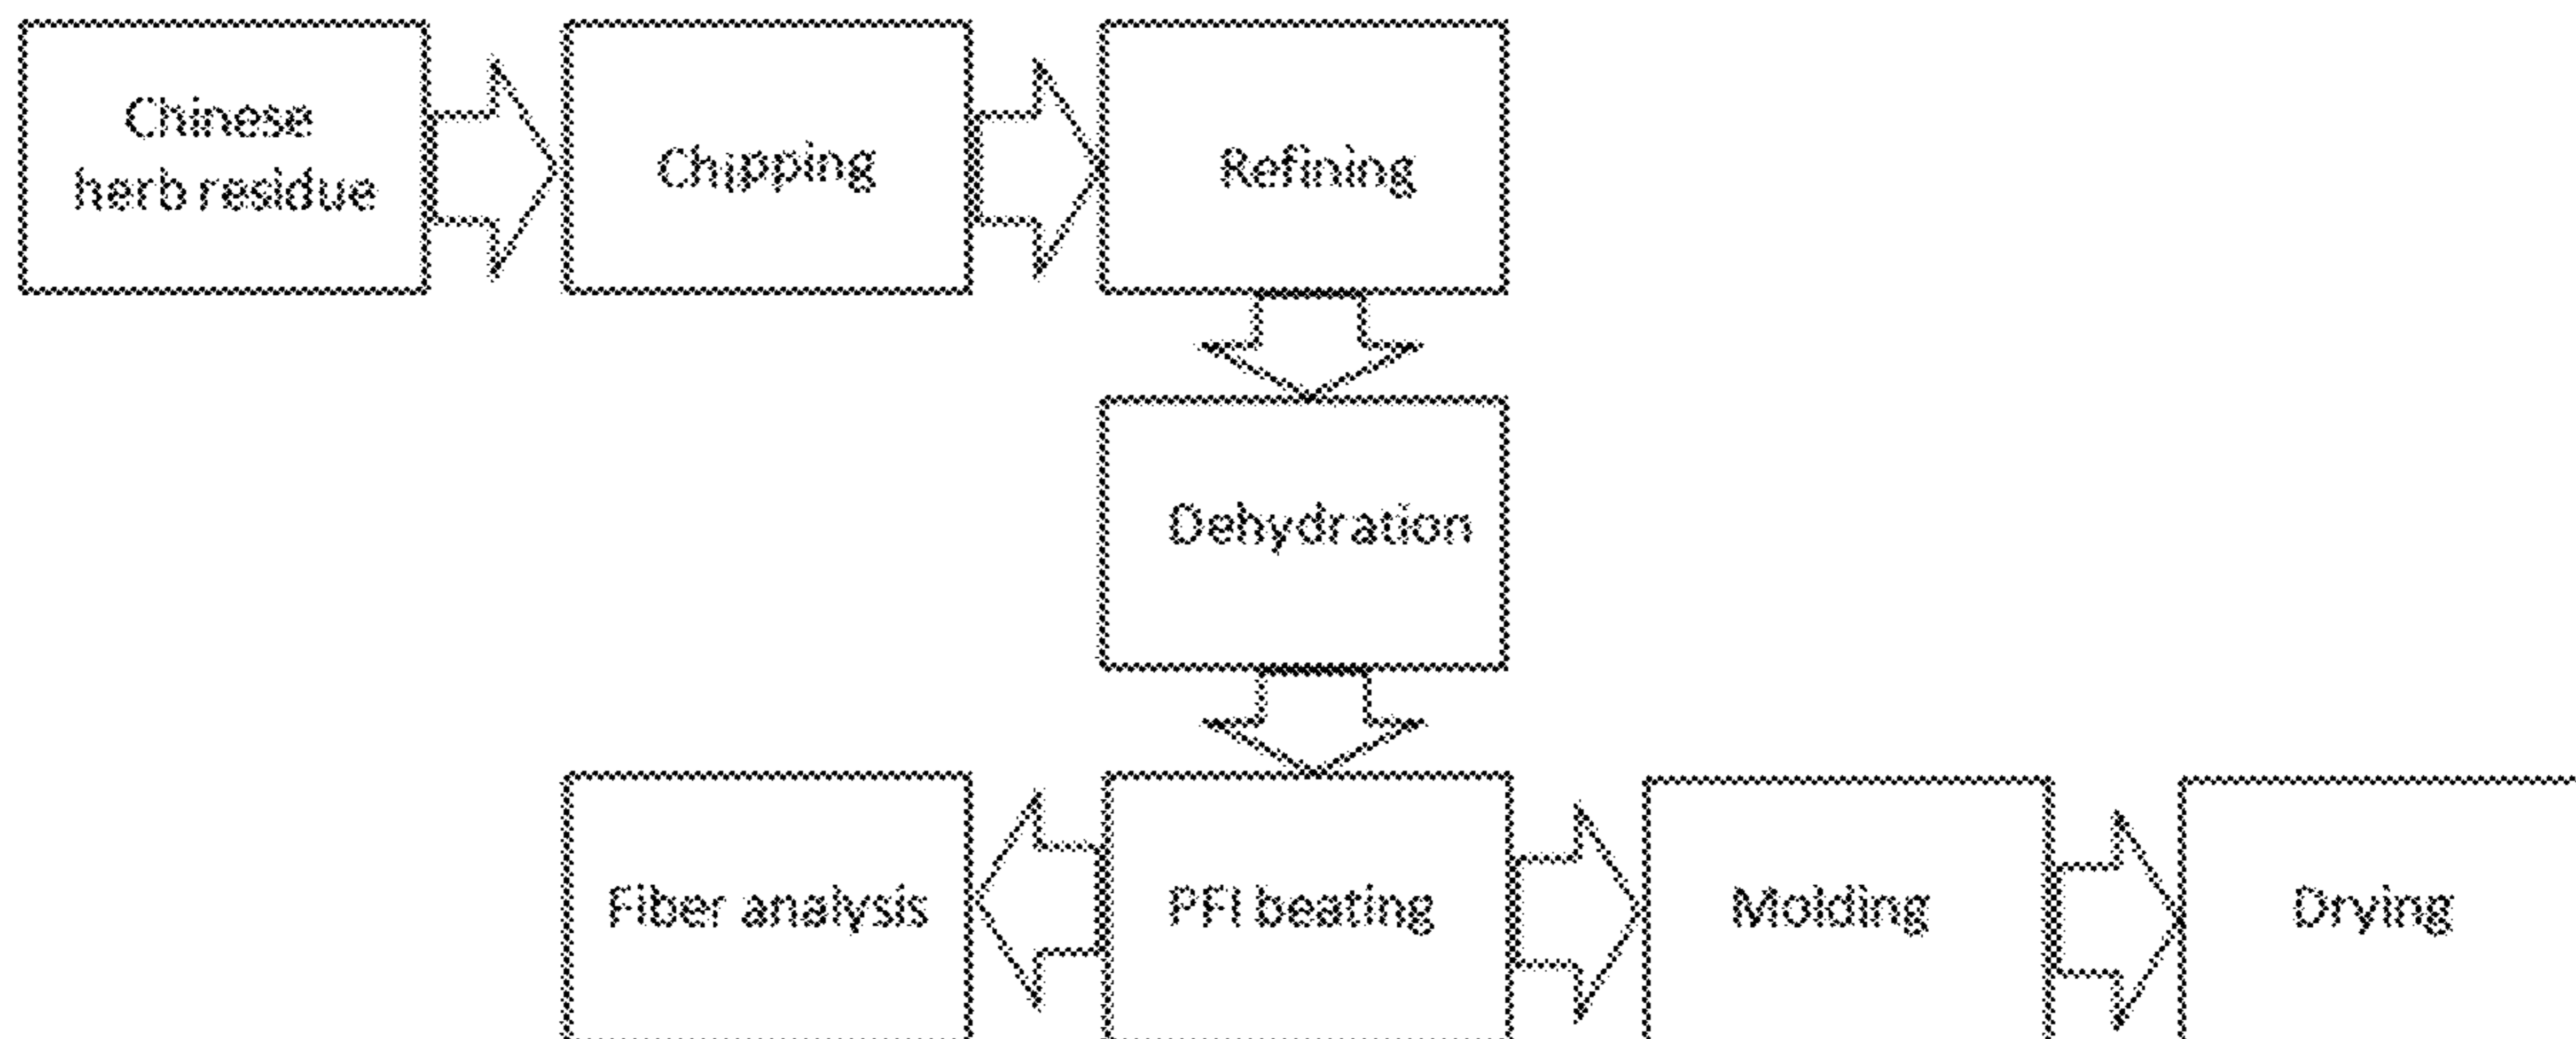 Chinese
herb residue
Chipping
Refining
Dehydration
Fiber analysis
PFI beating
Molding
Drying